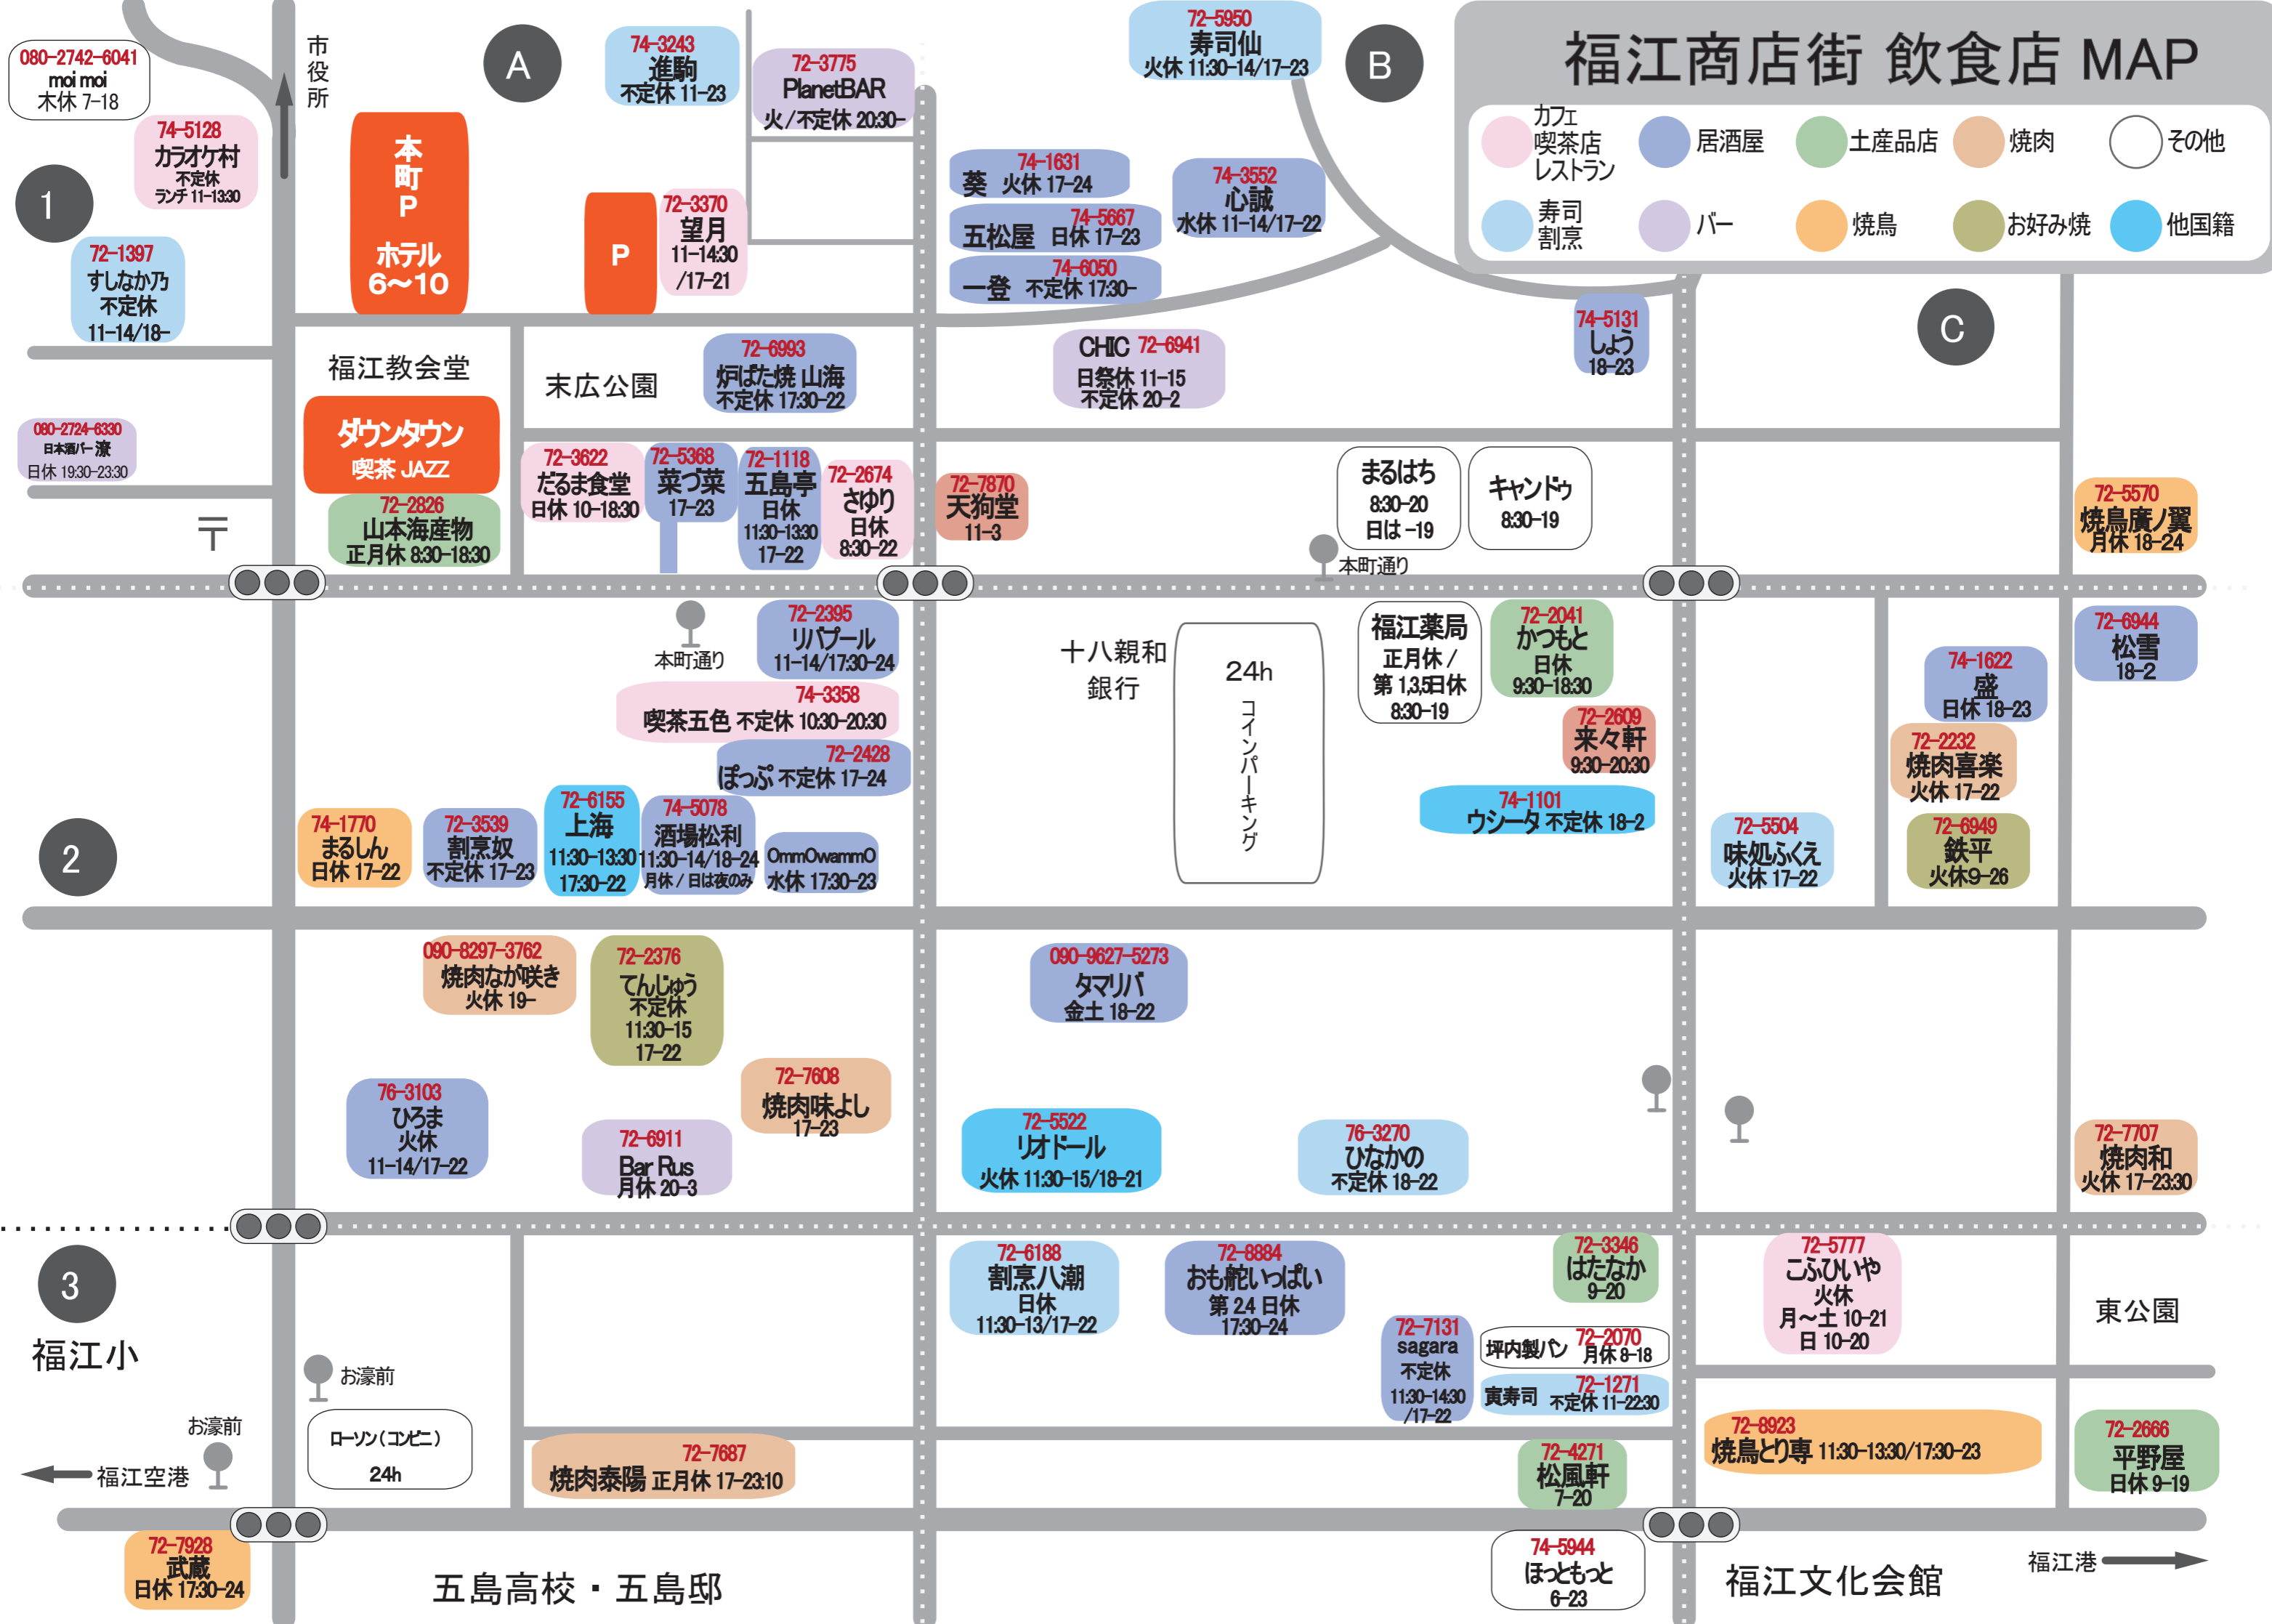 福江商店街 飲食店 MAP
カフェ
喫茶店
レストラン
居酒屋
土産品店
焼肉
その他
寿司
割烹
バー
焼鳥
お好み焼
他国籍
A
B
C
1
2
3
市役所
080-2742-6041
moi moi
木休 7-18
74-5128
カラオケ村
不定休
ランチ 11-13:30
72-1397
すしなか乃
不定休
11-14/18-
本町P
ホテル
6〜10
74-3243
進駒
不定休 11-23
72-3775
PlanetBAR
火/不定休 20:30-
P
72-3370
望月
11-14:30
/17-21
72-5950
寿司仙
火休 11:30-14/17-23
74-1631
葵 火休 17-24
74-5667
五松屋 日休 17-23
74-6050
一登 不定休 17:30-
74-3552
心誠
水休 11-14/17-22
74-5131
しょう
18-23
福江教会堂
末広公園
72-6993
炉ばた焼 山海
不定休 17:30-22
CHIC 72-6941
日祭休 11-15
不定休 20-2
080-2724-6330
日本酒バー 潦
日休 19:30-23:30
ダウンタウン
喫茶 JAZZ
72-2826
山本海産物
正月休 8:30-18:30
〒
72-3622
だるま食堂
日休 10-18:30
72-5368
菜づ菜
17-23
72-1118
五島亭
日休
11:30-13:30
17-22
72-2674
さゆり
日休
8:30-22
72-7870
天狗堂
11-3
まるはち
8:30-20
日は -19
キャンドゥ
8:30-19
本町通り
72-5570
焼鳥廣ノ翼
月休 18-24
本町通り
72-2395
リバプール
11-14/17:30-24
74-3358
喫茶五色 不定休 10:30-20:30
72-2428
ぽっぷ 不定休 17-24
十八親和
銀行
24h
コインパーキング
福江薬局
正月休 /
第 1,3,5日休
8:30-19
72-2041
かつもと
日休
9:30-18:30
72-2609
来々軒
9:30-20:30
74-1101
ウシータ 不定休 18-2
72-6944
松雪
18-2
74-1622
盛
日休 18-23
72-2232
焼肉喜楽
火休 17-22
72-5504
味処ふくえ
火休 17-22
72-6949
鉄平
火休9-26
74-1770
まるしん
日休 17-22
72-3539
割烹奴
不定休 17-23
72-6155
上海
11:30-13:30
17:30-22
74-5078
酒場松利
11:30-14/18-24
月休 / 日は夜のみ
OmmOwammO
水休 17:30-23
090-8297-3762
焼肉なが咲き
火休 19-
72-2376
てんじゅう
不定休
11:30-15
17-22
090-9627-5273
タマリバ
金土 18-22
76-3103
ひろま
火休
11-14/17-22
72-6911
Bar Rus
月休 20-3
72-7608
焼肉味よし
17-23
72-5522
リオドール
火休 11:30-15/18-21
76-3270
ひなかの
不定休 18-22
72-7707
焼肉和
火休 17-23:30
福江小
72-6188
割烹八潮
日休
11:30-13/17-22
72-8884
おも舵いっぱい
第 2.4 日休
17:30-24
72-3346
はたなか
9-20
72-5777
こふひいや
火休
月〜土 10-21
日 10-20
東公園
72-7131
sagara
不定休
11:30-14:30
/17-22
坪内製パン 72-2070
月休 8-18
72-1271
寅寿司 不定休 11-22:30
お濠前
お濠前
ローソン(コンビニ)
24h
福江空港
72-7687
焼肉泰陽 正月休 17-23:10
72-4271
松風軒
7-20
72-8923
焼鳥とり専 11:30-13:30/17:30-23
72-2666
平野屋
日休 9-19
72-7928
武蔵
日休 17:30-24
五島高校・五島邸
74-5944
ほっともっと
6-23
福江文化会館
福江港